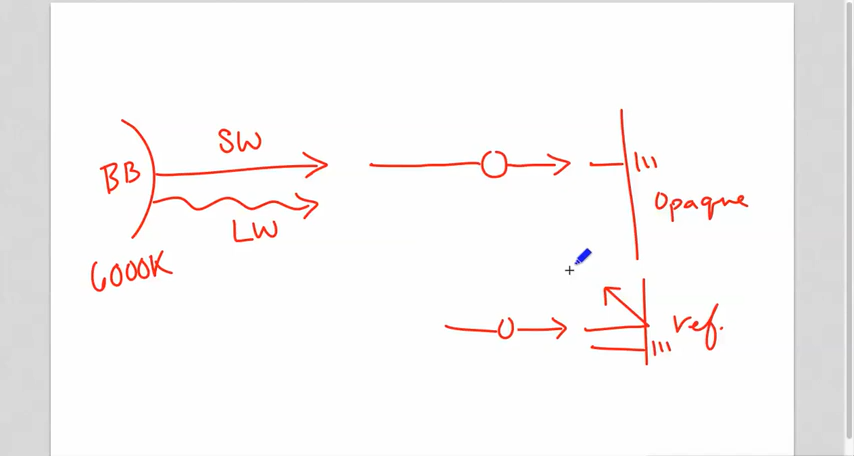 SW
BB
LW
Opaque
6000K
ref.